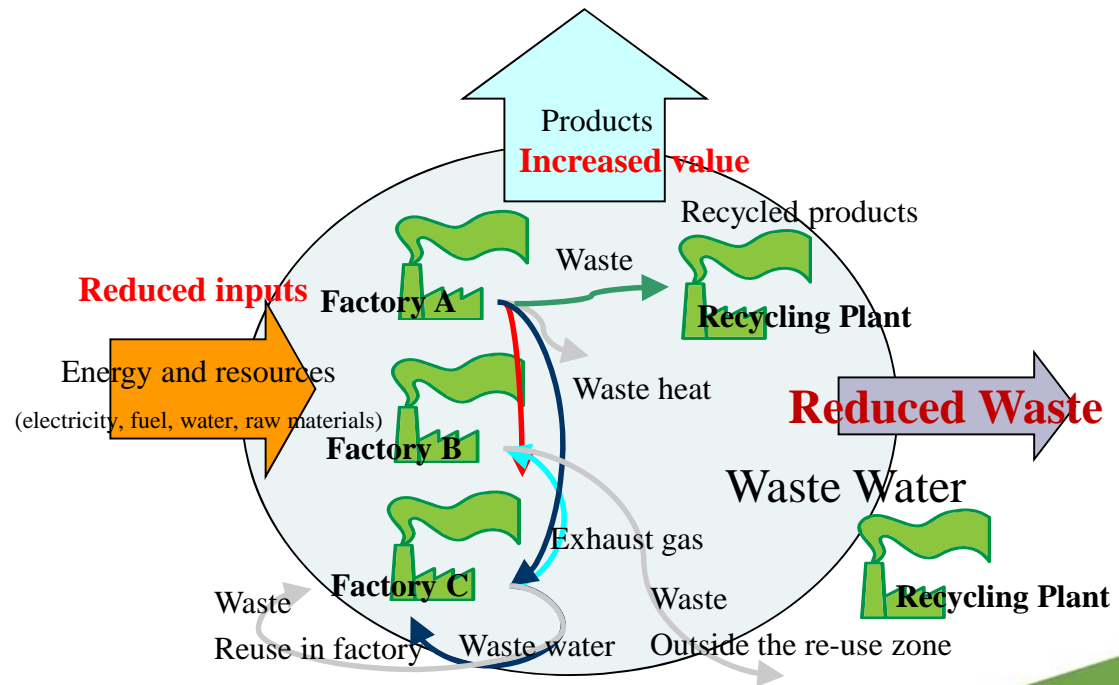 Products
Increased value
Recycled products
Waste
Reduced inputs
Factory A
Recycling Plant
Energy and resources
(electricity, fuel, water, raw materials)
Waste heat
Reduced Waste
Factory B
Waste Water
Exhaust gas
Factory C
Recycling Plant
Waste
Reuse in factory
Waste water
Waste
Outside the re-use zone